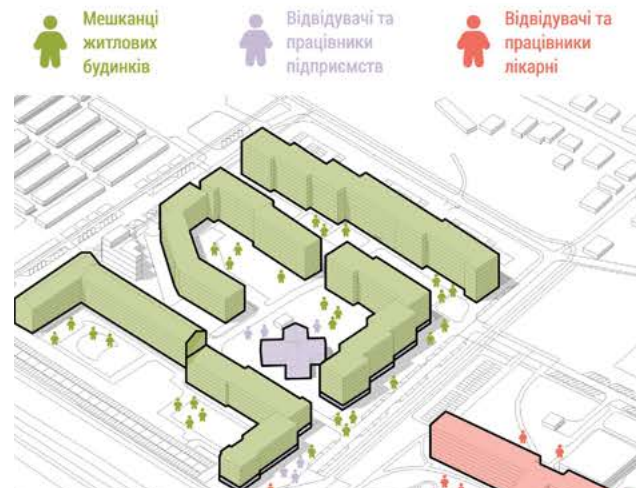 Мешканці
житлових
будинків
Відвідувачі та
працівники
підприємств
Відвідувачі та
працівники
лікарні